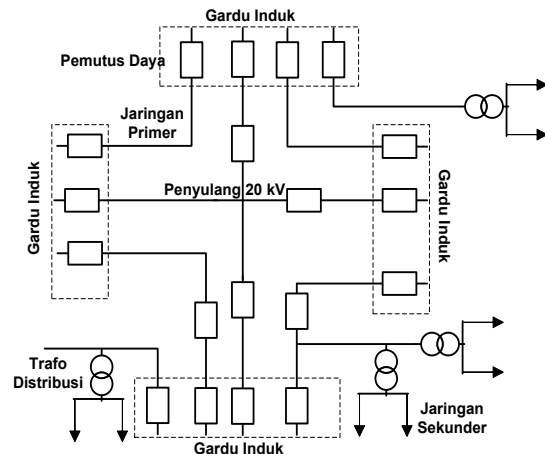 Gardu Induk
Pemutus Daya
Jaringan
Primer
Gardu Induk
Penyulang 20 kV
Gardu Induk
Trafo
Distribusi
Jaringan
Sekunder
Gardu Induk